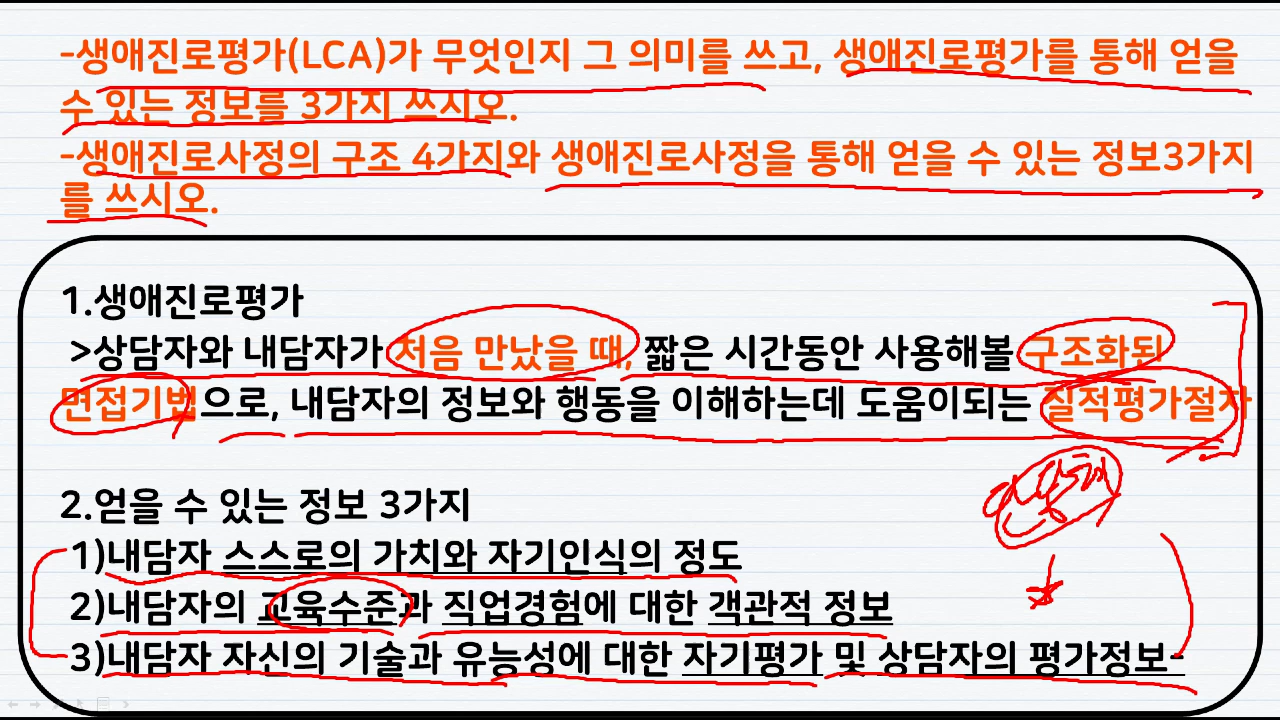 -생애진로평가(LCA)가 무엇인지 그 의미를 쓰고, 생애진로평가를 통해 얻을
수 있는 정보를 3가지 쓰시오.
-생애진로사정의 구조 4가지와 생애진로사정을 통해 얻을 수 있는 정보3가지
를 쓰시오.
1.생애진로평가
>상담자와 내담자가 처음 만났을 때, 짧은 시간동안 사용해볼 구조화된
면접기법으로, 내담자의 정보와 행동을 이해하는데 도움이되는 질적평가절차
2.얻을 수 있는 정보 3가지
1)내담자 스스로의 가치와 자기인식의 정도
2)내담자의 교육수준과 직업경험에 대한 객관적 정보
3)내담자 자신의 기술과 유능성에 대한 자기평가 및 상담자의 평가정보-